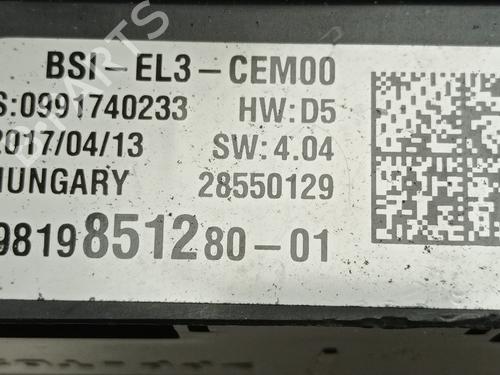 BSI-EL3-CEM00
S:0991740233 HW:D5
2017/04/13 SW:4.04
HUNGARY 28550129
9819851280-01